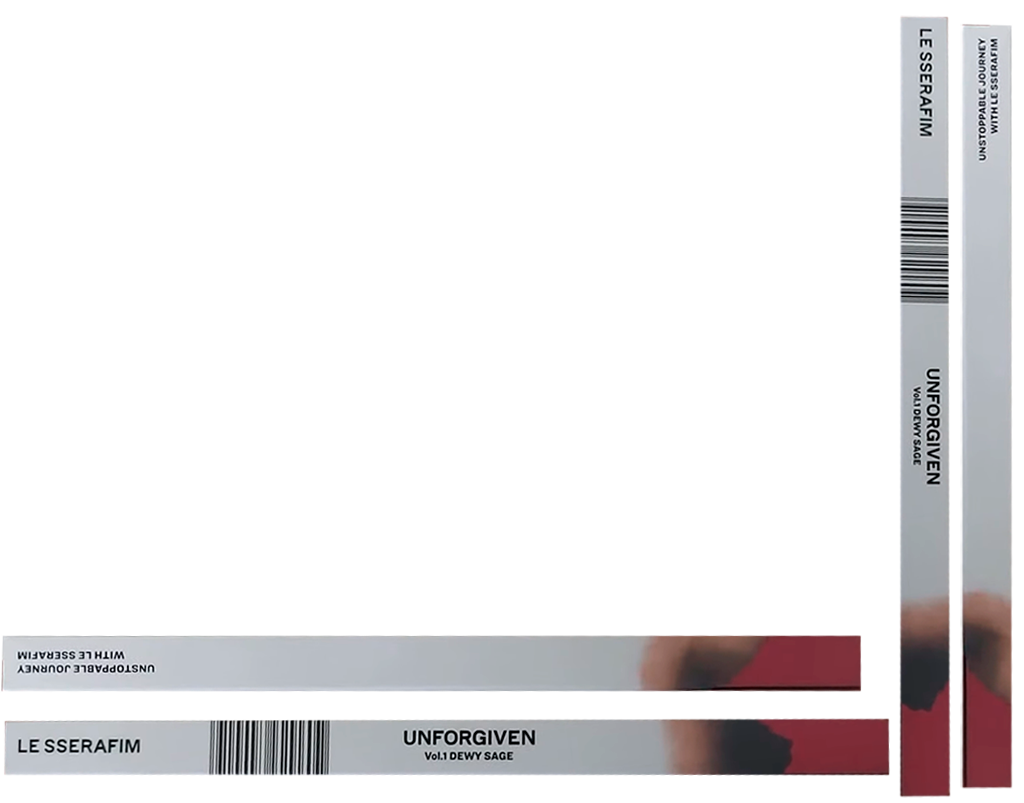 LE SSERAFIM
UNFORGIVEN
Vol.1 DEWY SAGE
UNSTOPPABLE JOURNEY
WITH LE SSERAFIM
UNSTOPPABLE JOURNEY
WITH LE SSERAFIM
LE SSERAFIM
UNFORGIVEN
Vol.1 DEWY SAGE